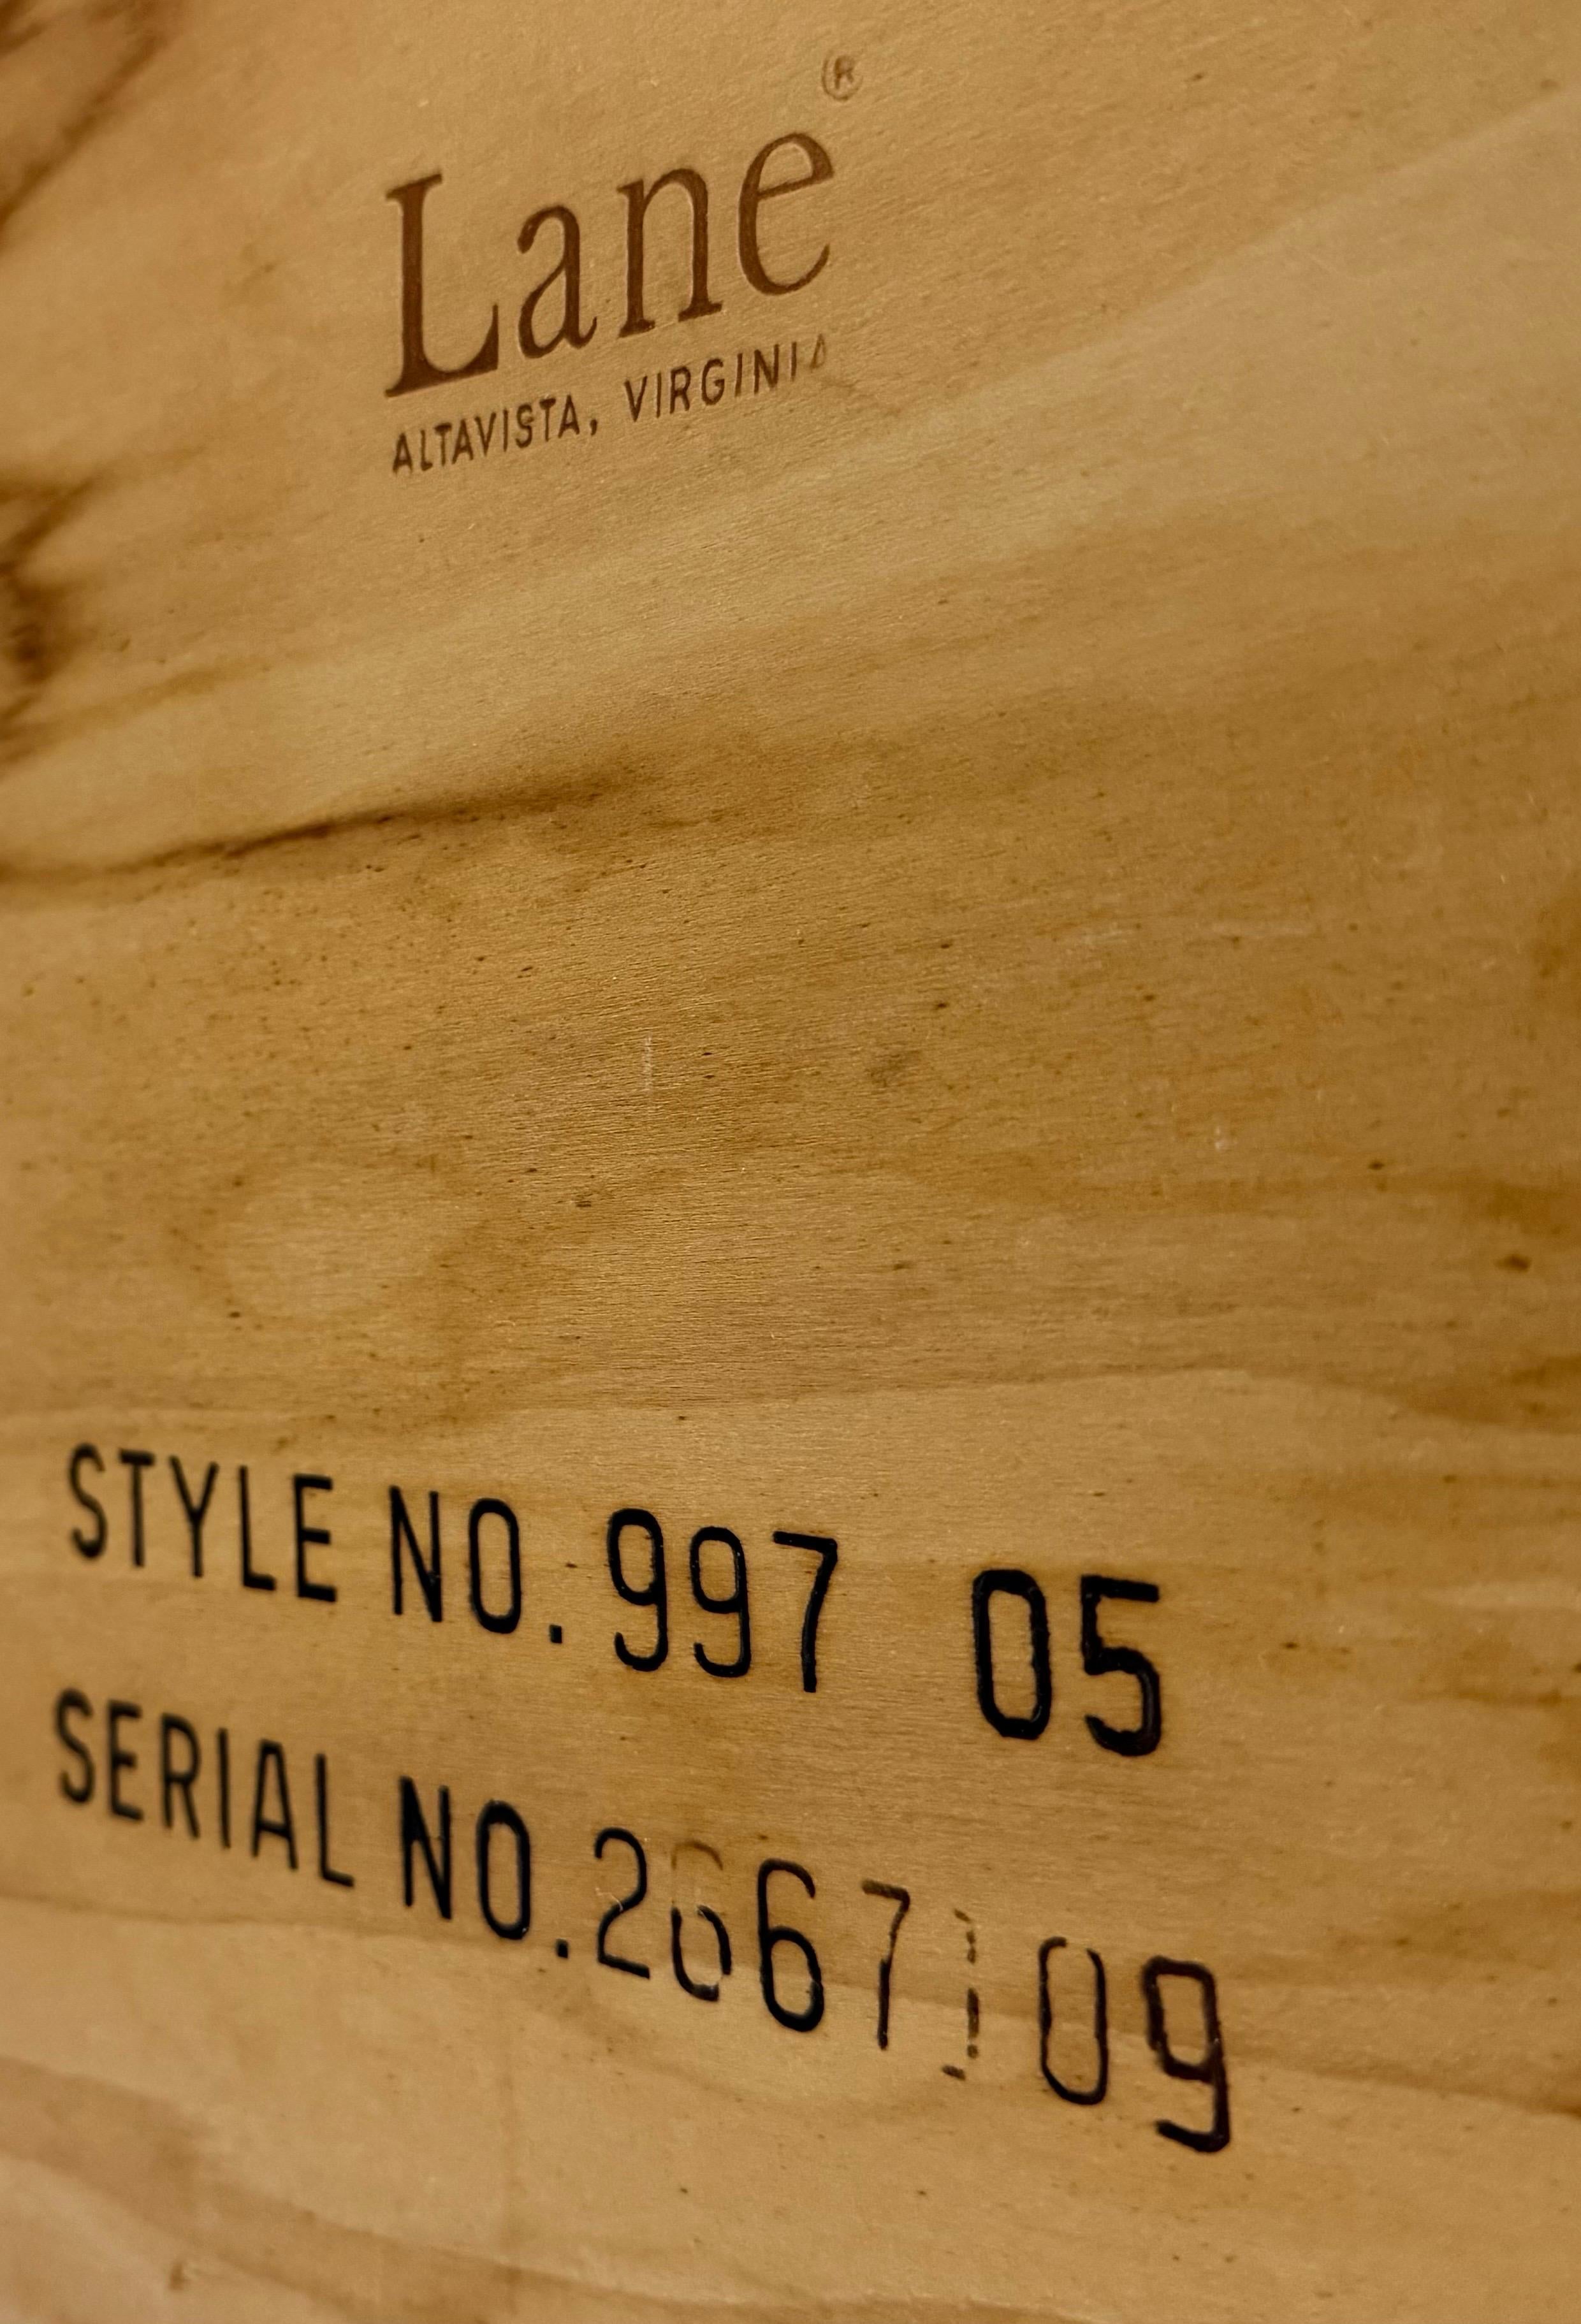 Lane®
ALTAVISTA, VIRGINIA
STYLE NO. 997 05
SERIAL NO. 2667109